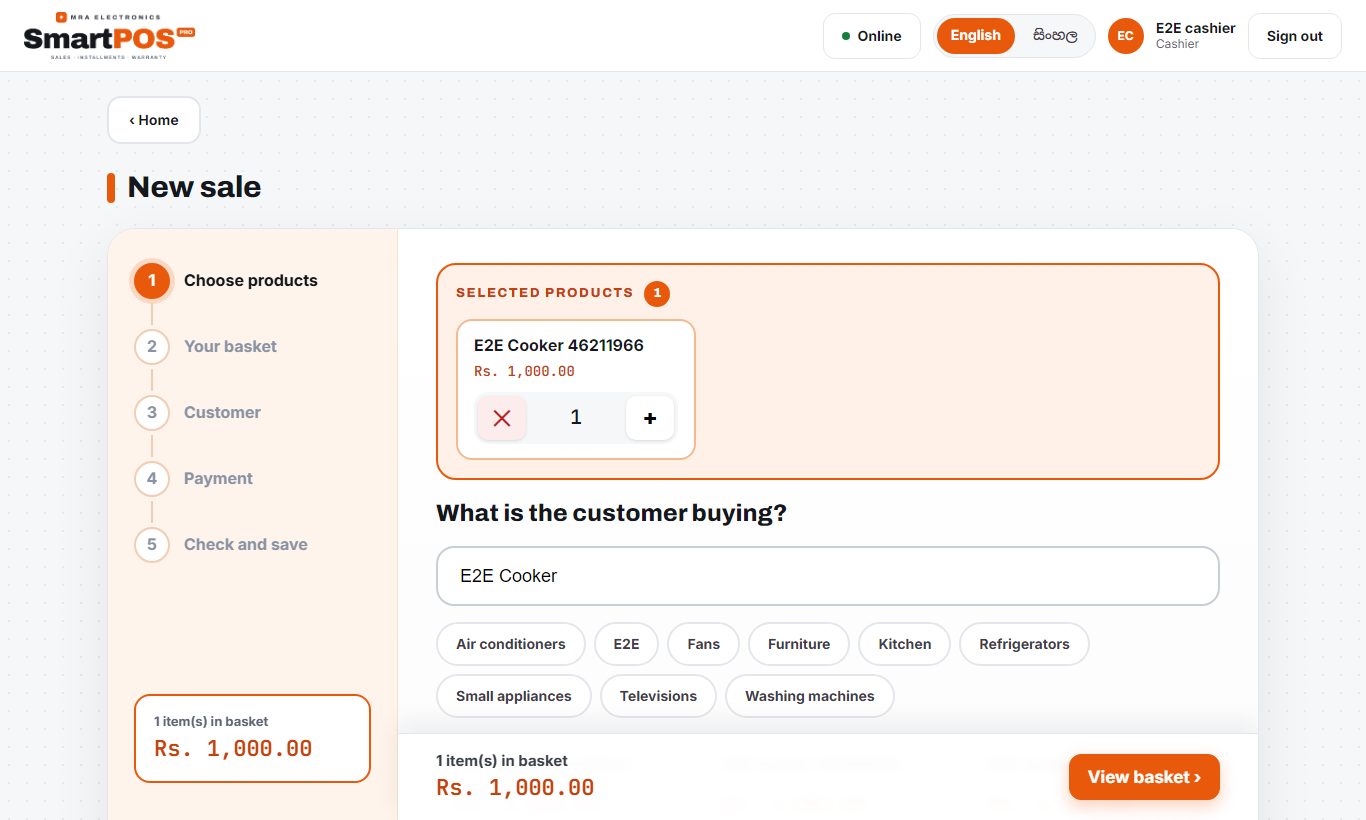 MRA ELECTRONICS
SmartPOS PRO
SALES · INSTALLMENTS · WARRANTY
Online
English
සිංහල
EC
E2E cashier
Cashier
Sign out
‹ Home
New sale
1 Choose products
2 Your basket
3 Customer
4 Payment
5 Check and save
1 item(s) in basket
Rs. 1,000.00
SELECTED PRODUCTS 1
E2E Cooker 46211966
Rs. 1,000.00
1 +
What is the customer buying?
E2E Cooker
Air conditioners
E2E
Fans
Furniture
Kitchen
Refrigerators
Small appliances
Televisions
Washing machines
1 item(s) in basket
Rs. 1,000.00
View basket ›